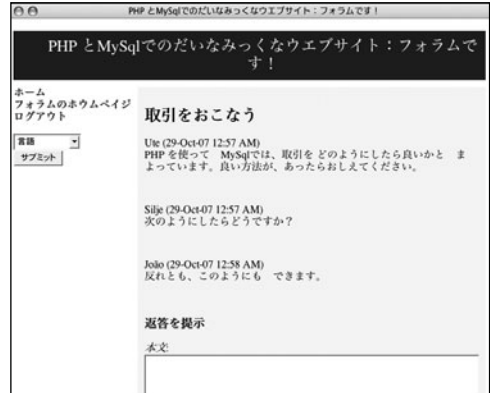 PHP とMySqlでのだいなみっくなウエブサイト：フォラムです！
PHP とMySqlでのだいなみっくなウエブサイト：フォラムで
す！
ホーム
フォラムのホウムペイジ
ログアウト
言語
サブミット
取引をおこなう
Ute (29-Oct-07 12:57 AM)
PHP を使って　MySqlでは、取引を どのようにしたら良いかと　ま
よっています。良い方法が、あったらおしえてください。
Silje (29-Oct-07 12:57 AM)
次のようにしたらどうですか？
João (29-Oct-07 12:58 AM)
反れとも、このようにも　できます。
返答を提示
本文: